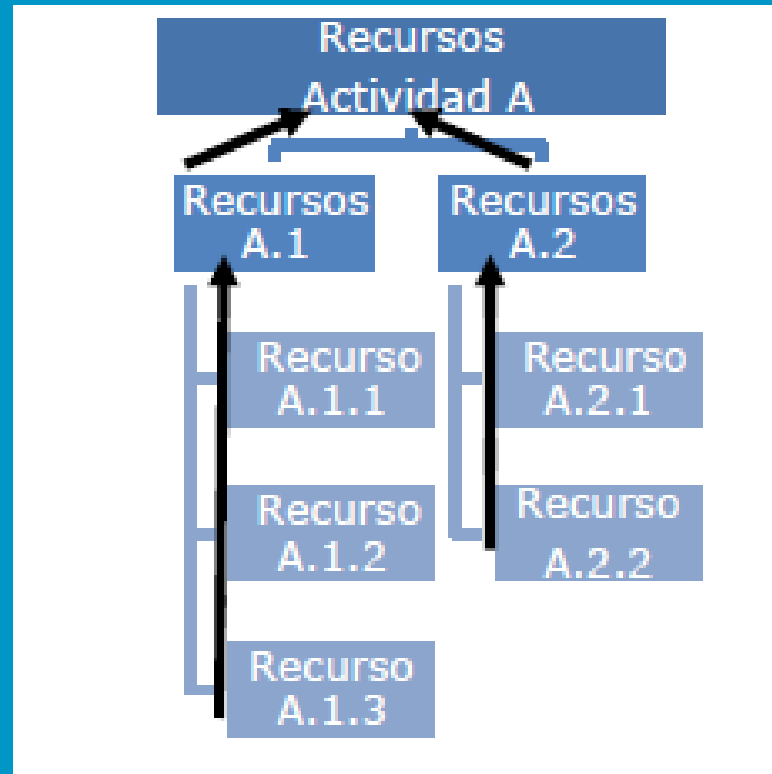 Recursos
Actividad A
Recursos
A.1
Recursos
A.2
Recurso
A.1.1
Recurso
A.2.1
Recurso
A.1.2
Recurso
A.2.2
Recurso
A.1.3